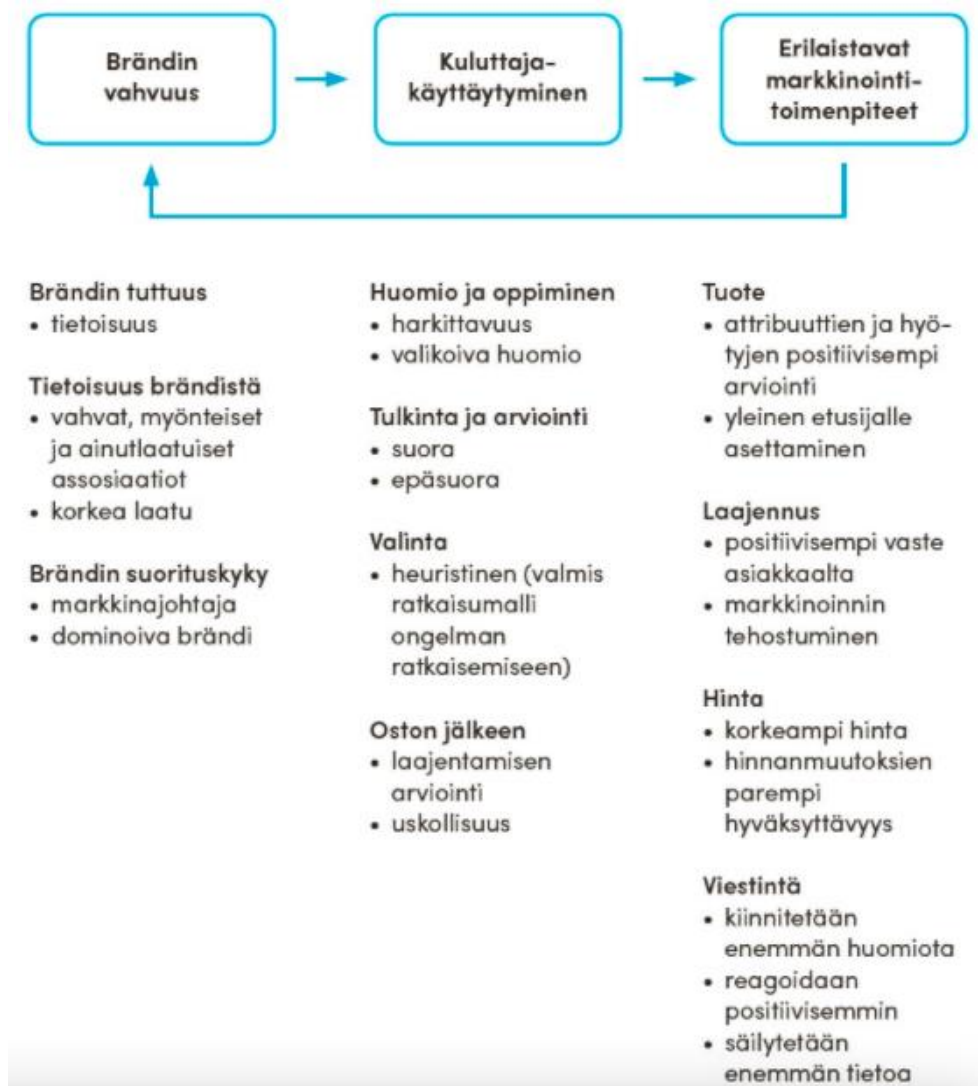 Brändin
vahvuus
Kuluttaja-
käyttäytyminen
Erilaistavat
markkinointi-
toimenpiteet
Brändin tuttuus
• tietoisuus
Tietoisuus brändistä
• vahvat, myönteiset
ja ainutlaatuiset
assosiaatiot
• korkea laatu
Brändin suorituskyky
• markkinajohtaja
• dominoiva brändi
Huomio ja oppiminen
• harkittavuus
• valikoiva huomio
Tulkinta ja arviointi
• suora
• epäsuora
Valinta
• heuristinen (valmis
ratkaisumalli
ongelman
ratkaisemiseen)
Oston jälkeen
• laajentamisen
arviointi
• uskollisuus
Tuote
• attribuuttien ja hyö-
tyjen positiivisempi
arviointi
• yleinen etusijalle
asettaminen
Laajennus
• positiivisempi vaste
asiakkaalta
• markkinoinnin
tehostuminen
Hinta
• korkeampi hinta
• hinnanmuutoksien
parempi
hyväksyttävyys
Viestintä
• kiinnitetään
enemmän huomiota
• reagoidaan
positiivisemmin
• säilytetään
enemmän tietoa